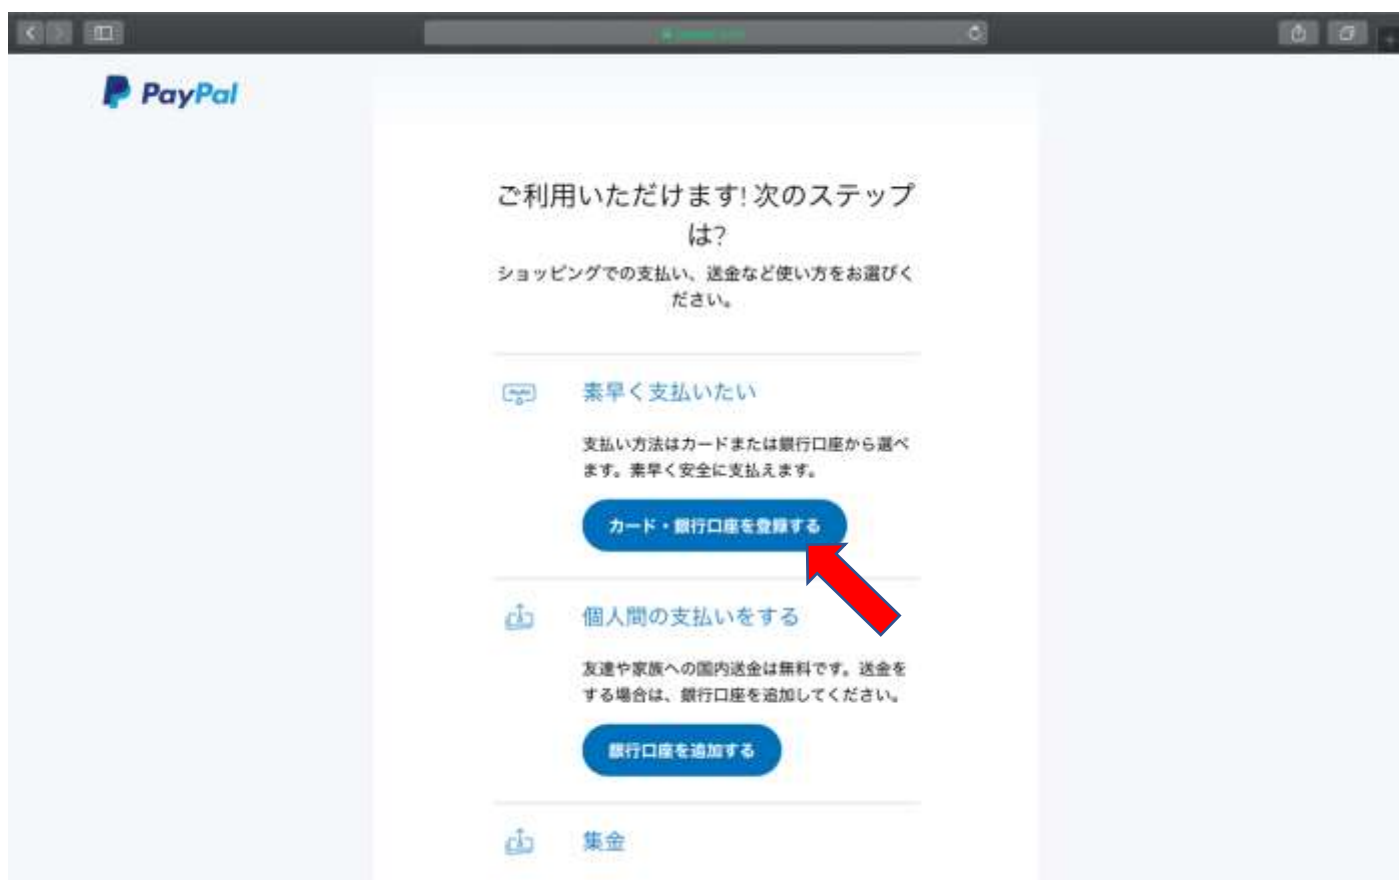 PayPal
ご利用いただけます! 次のステップ
は?
ショッピングでの支払い、送金など使い方をお選びく
ださい。
素早く支払いたい
支払い方法はカードまたは銀行口座から選べ
ます。素早く安全に支払えます。
カード・銀行口座を登録する
個人間の支払いをする
友達や家族への国内送金は無料です。送金を
する場合は、銀行口座を追加してください。
銀行口座を追加する
集金